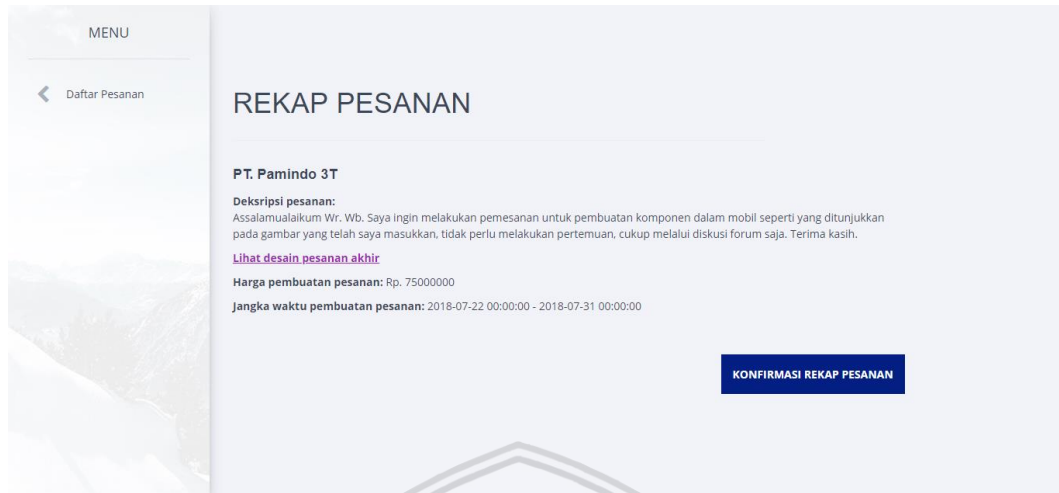 MENU
Daftar Pesanan
REKAP PESANAN
PT. Pamindo 3T
Deksripsi pesanan:
Assalamualaikum Wr. Wb. Saya ingin melakukan pemesanan untuk pembuatan komponen dalam mobil seperti yang ditunjukkan
pada gambar yang telah saya masukkan, tidak perlu melakukan pertemuan, cukup melalui diskusi forum saja. Terima kasih.
Lihat desain pesanan akhir
Harga pembuatan pesanan: Rp. 75000000
Jangka waktu pembuatan pesanan: 2018-07-22 00:00:00 - 2018-07-31 00:00:00
KONFIRMASI REKAP PESANAN